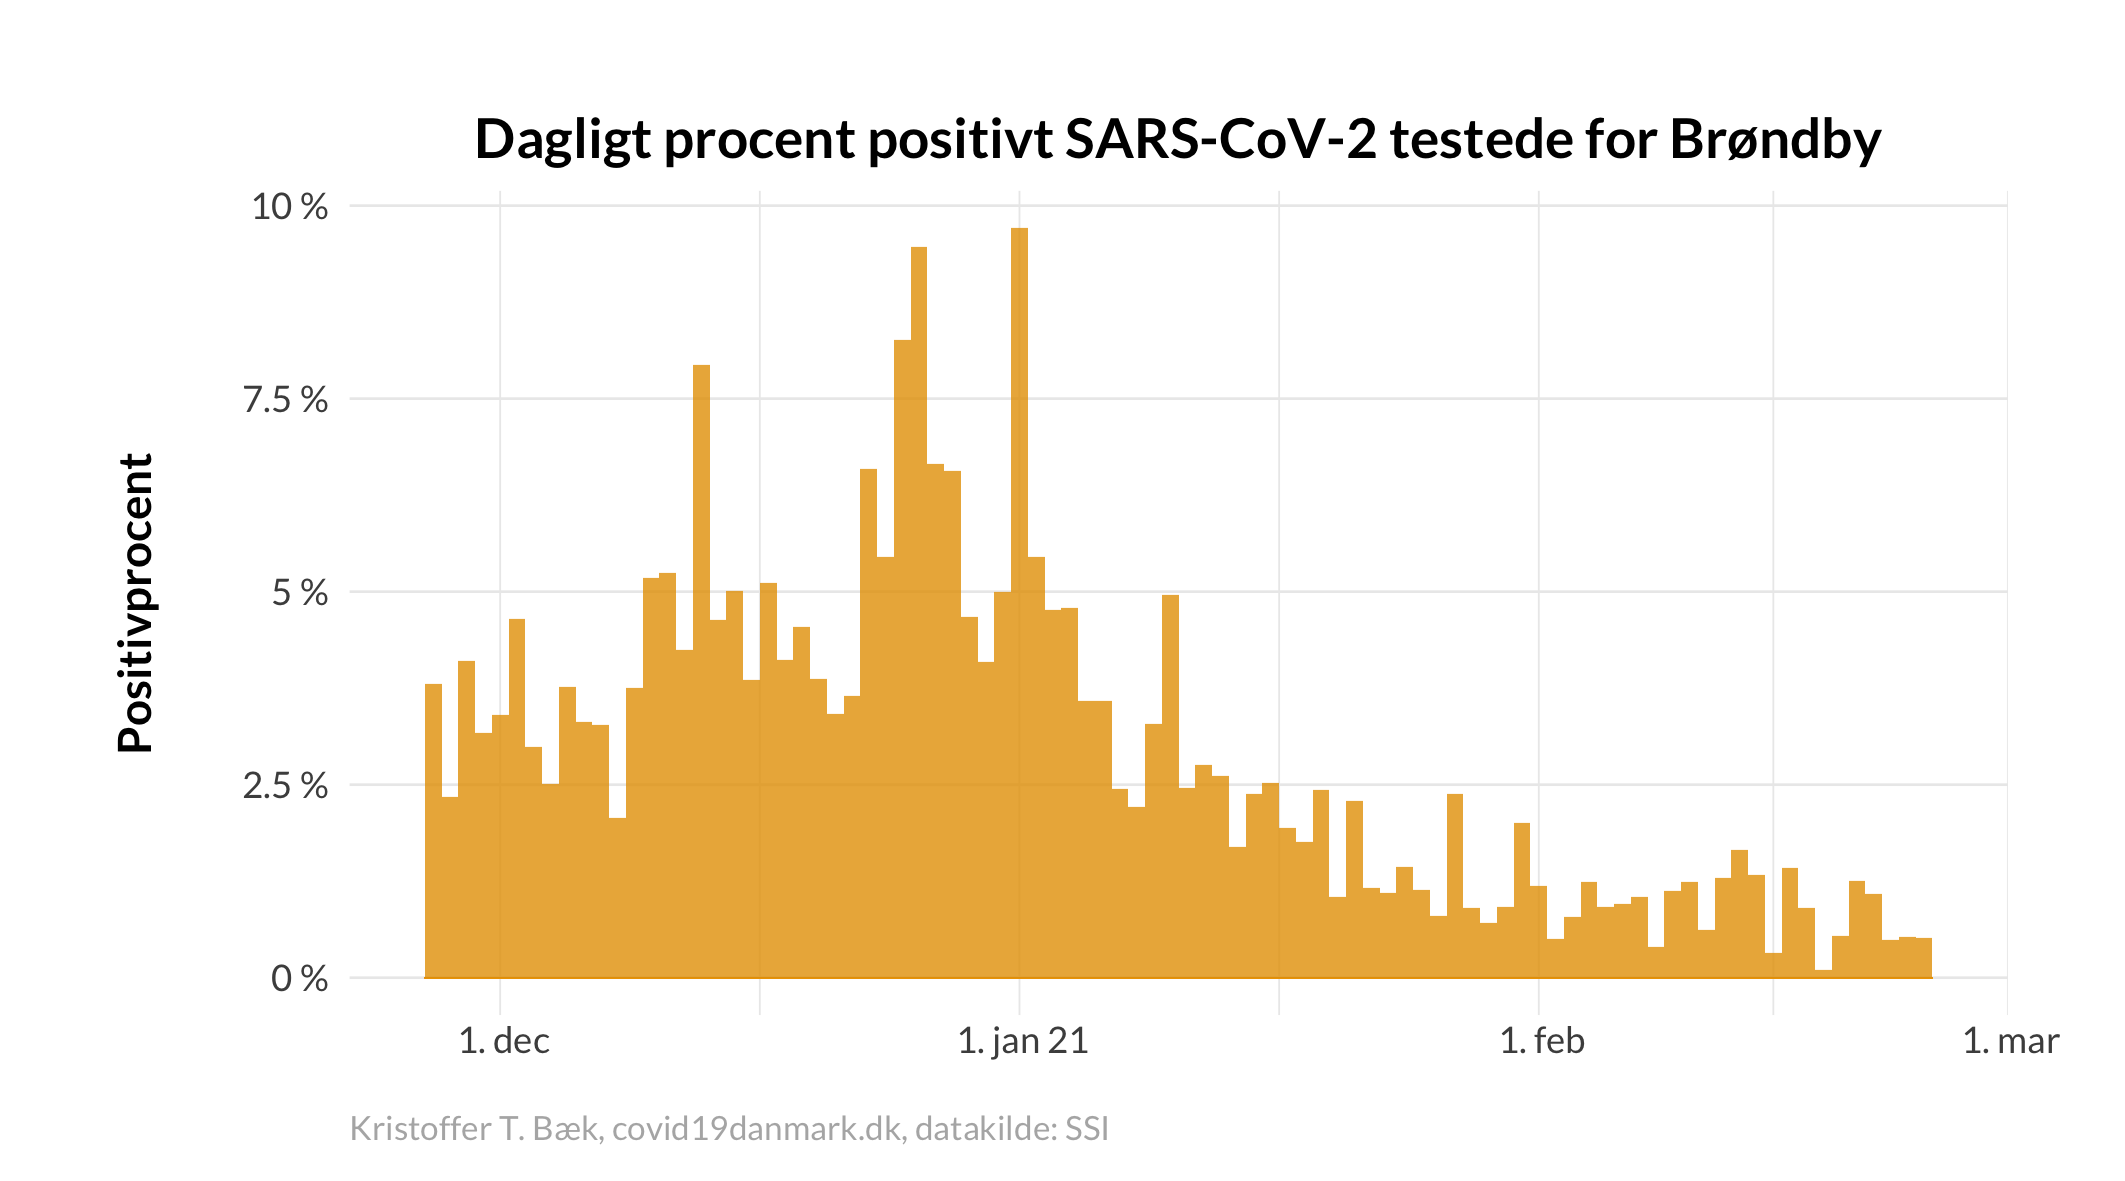 Dagligt procent positivt SARS-CoV-2 testede for Brøndby
Positivprocent
10 %
7.5 %
5 %
2.5 %
0 %
1. dec
1. jan 21
1. feb
1. mar
Kristoffer T. Bæk, covid19danmark.dk, datakilde: SSI